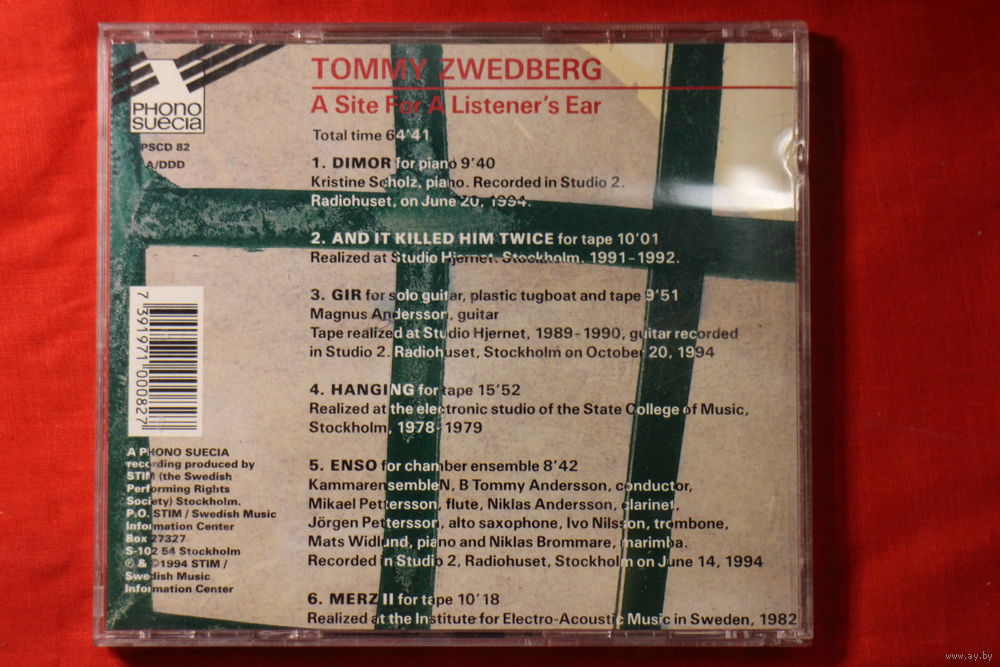 PHONO
suecia
PSCD 82
A/DDD
TOMMY ZWEDBERG
A Site For A Listener's Ear
Total time 64'41
1. DIMOR for piano 9'40
Kristine Scholz, piano. Recorded in Studio 2.
Radiohuset, on June 20, 1994.
2. AND IT KILLED HIM TWICE for tape 10'01
Realized at Studio Hjernet. Stockholm, 1991-1992.
3. GIR for solo guitar, plastic tugboat and tape 9'51
Magnus Andersson, guitar
Tape realized at Studio Hjernet, 1989-1990, guitar recorded
in Studio 2. Radiohuset, Stockholm on October 20, 1994
4. HANGING for tape 15'52
Realized at the electronic studio of the State College of Music,
Stockholm, 1978-1979
5. ENSO for chamber ensemble 8'42
KammarensembleN, B Tommy Andersson, conductor,
Mikael Pettersson, flute, Niklas Andersson, clarinet,
Jörgen Pettersson, alto saxophone, Ivo Nilsson, trombone,
Mats Widlund, piano and Niklas Brommare, marimba.
Recorded in Studio 2, Radiohuset, Stockholm on June 14, 1994
6. MERZ II for tape 10'18
Realized at the Institute for Electro-Acoustic Music in Sweden, 1982
7 391971 000827
A PHONO SUECIA
recording produced by
STIM (the Swedish
Performing Rights
Society) Stockholm.
P.O. STIM / Swedish Music
Information Center
Box 27327
S-102 54 Stockholm
℗ & ©1994 STIM /
Swedish Music
Information Center
www.ay.by